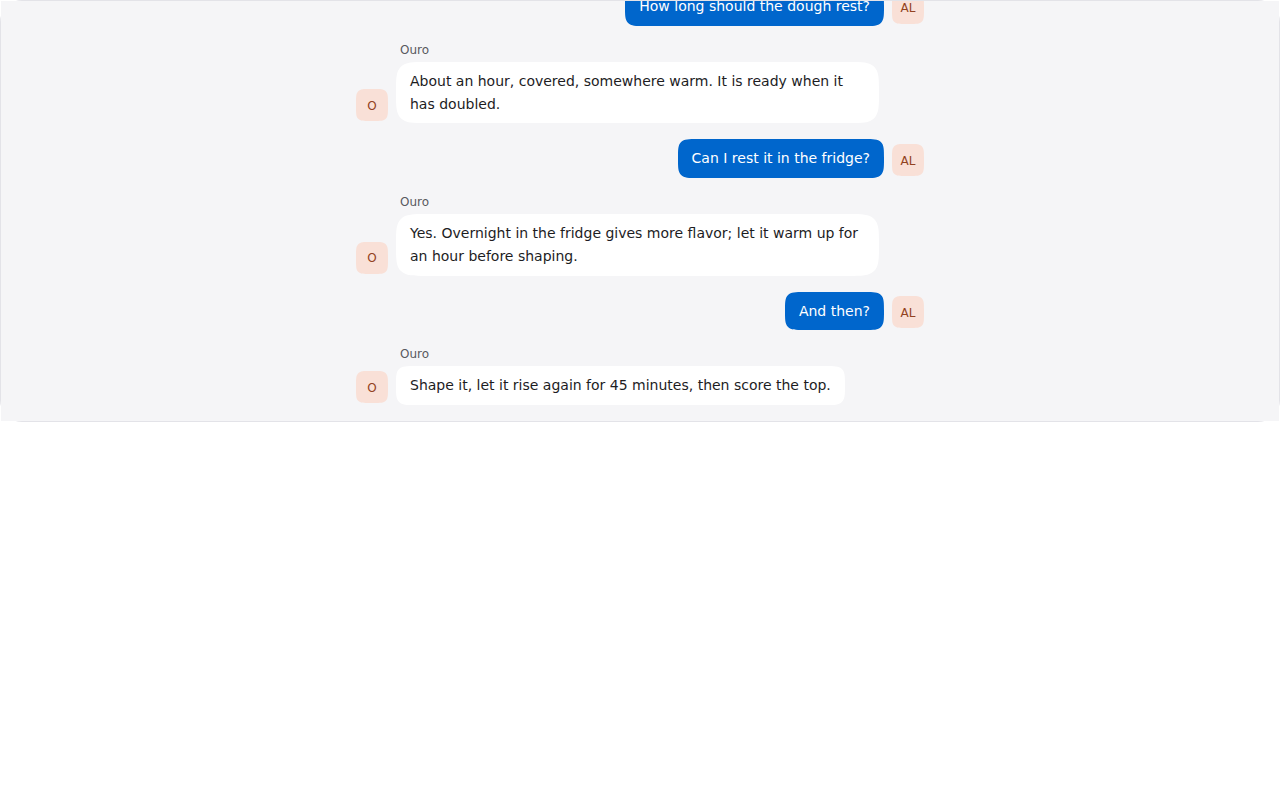 How long should the dough rest?
AL
Ouro
About an hour, covered, somewhere warm. It is ready when it
has doubled.
O
Can I rest it in the fridge?
AL
Ouro
Yes. Overnight in the fridge gives more flavor; let it warm up for
an hour before shaping.
O
And then?
AL
Ouro
Shape it, let it rise again for 45 minutes, then score the top.
O